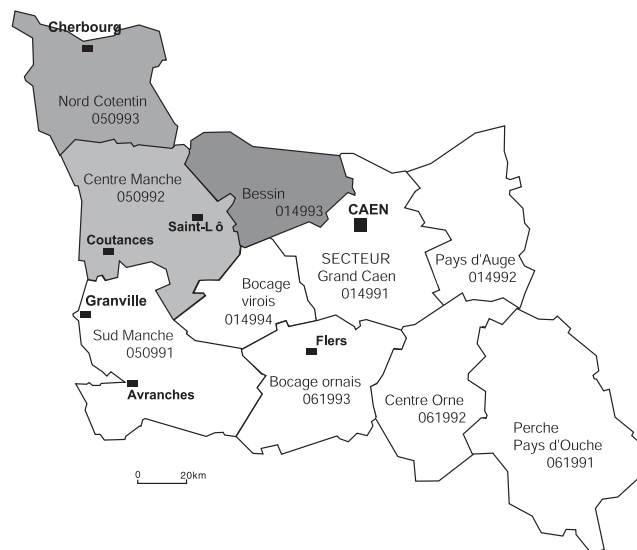 Cherbourg
Nord Cotentin
050993
Centre Manche
050992
Saint-L ô
Coutances
Bessin
014993
CAEN
SECTEUR
Grand Caen
014991
Pays d'Auge
014992
Bocage
virois
014994
Granville
Sud Manche
050991
Avranches
Flers
Bocage ornais
061993
Centre Orne
061992
Perche
Pays d'Ouche
061991
0 20km